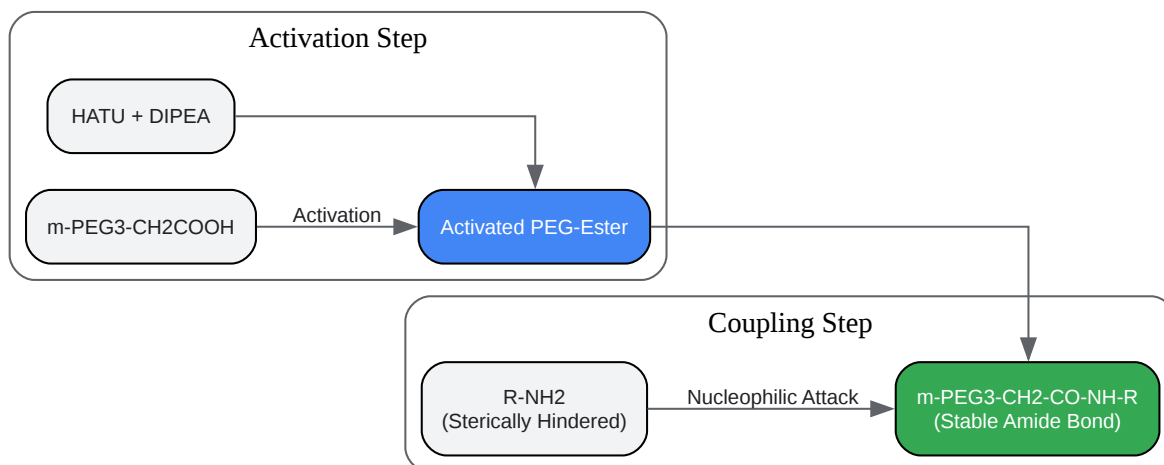 Activation Step
HATU + DIPEA
m-PEG3-CH2COOH
Activation
Activated PEG-Ester
Coupling Step
R-NH2
(Sterically Hindered)
Nucleophilic Attack
m-PEG3-CH2-CO-NH-R
(Stable Amide Bond)